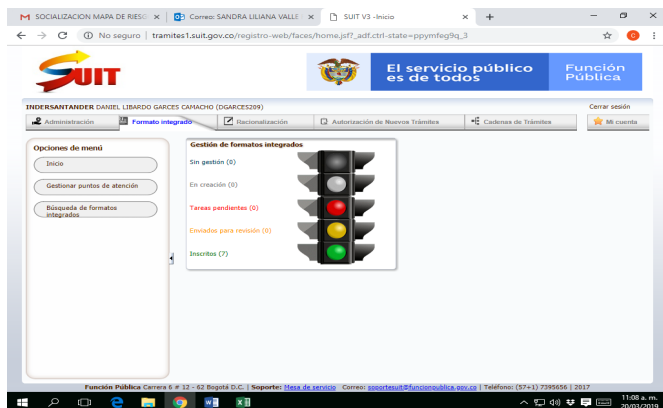 SOCIALIZACION MAPA DE RIESG
Correo: SANDRA LILIANA VALLE
SUIT V3 -Inicio
No seguro | tramites1.suit.gov.co/registro-web/faces/home.jsf?_adf.ctrl-state=ppymfeg9q_3
SUIT
El servicio público
es de todos
Función
Pública
INDERSANTANDER DANIEL LIBARDO GARCES CAMACHO (DGARCES209)
Cerrar sesión
Administración
Formato integrado
Racionalización
Autorización de Nuevos Trámites
Cadenas de Trámites
Mi cuenta
Opciones de menú
Inicio
Gestionar puntos de atención
Búsqueda de formatos
integrados
Gestión de formatos integrados
Sin gestión (0)
En creación (0)
Tareas pendientes (0)
Enviados para revisión (0)
Inscritos (7)
Función Pública Carrera 6 # 12 - 62 Bogotá D.C. | Soporte: Mesa de servicio Correo: soportesuit@funcionpublica.gov.co | Teléfono: (57+1) 7395656 | 2017
11:08 a. m.
20/03/2019